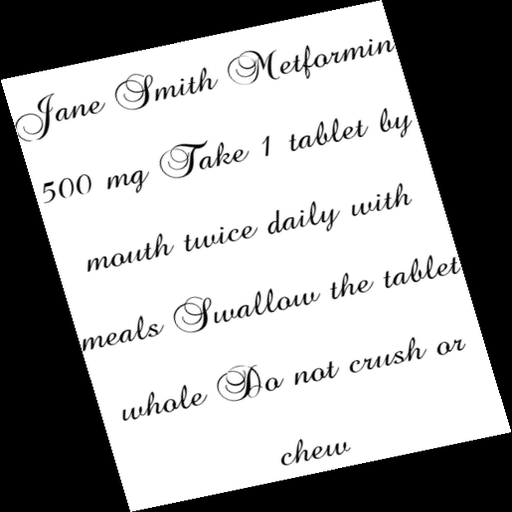 Jane Smith Metformin
500 mg Take 1 tablet by
mouth twice daily with
meals Swallow the tablet
whole Do not crush or
chew